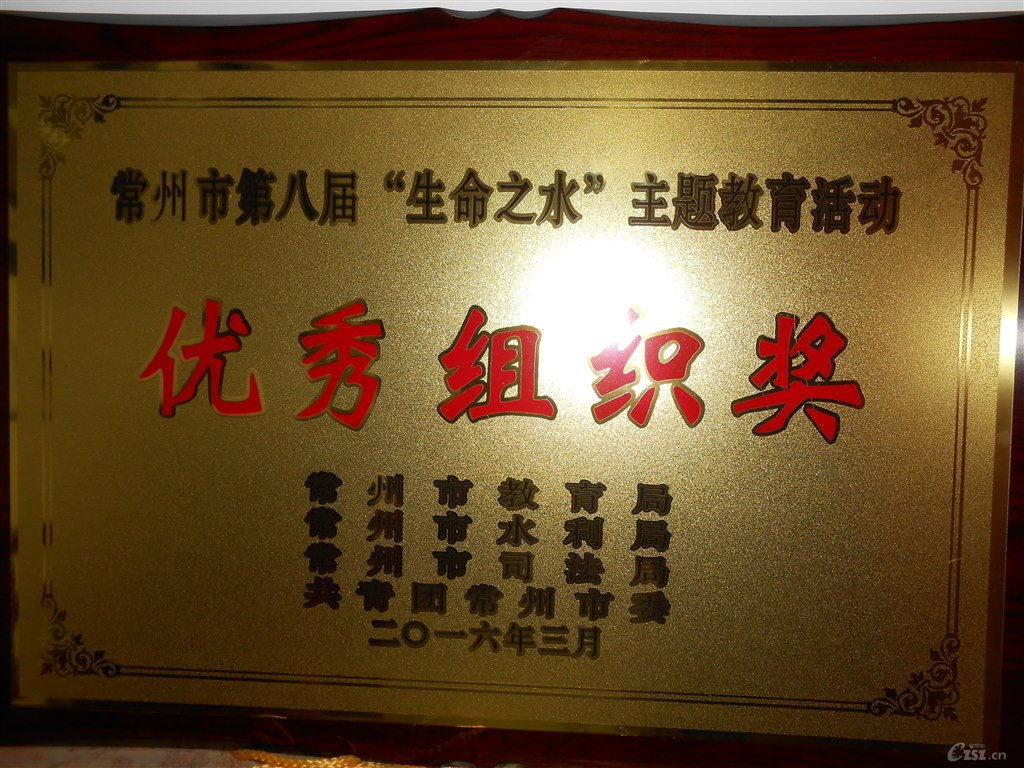 常州市第八届“生命之水”主题教育活动
优秀组织奖
常州市教育局
常州市水利局
常州市司法局
共青团常州市委
二〇一六年三月
CZSZ.cn